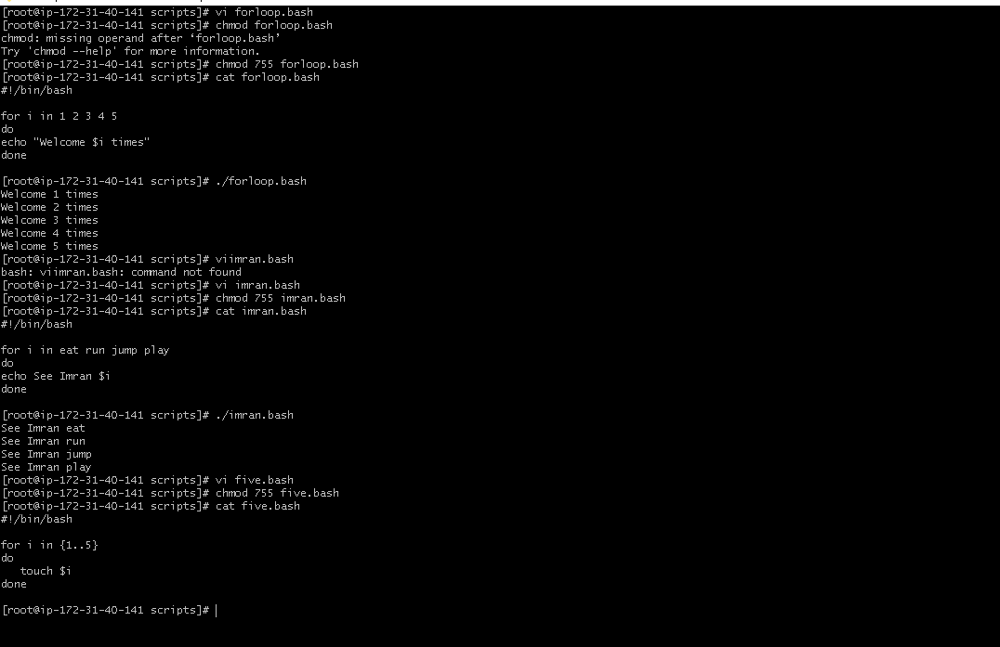 [root@ip-172-31-40-141 scripts]# vi forloop.bash
[root@ip-172-31-40-141 scripts]# chmod forloop.bash
chmod: missing operand after ‘forloop.bash’
Try 'chmod --help' for more information.
[root@ip-172-31-40-141 scripts]# chmod 755 forloop.bash
[root@ip-172-31-40-141 scripts]# cat forloop.bash
#!/bin/bash
for i in 1 2 3 4 5
do
echo "Welcome $i times"
done
[root@ip-172-31-40-141 scripts]# ./forloop.bash
Welcome 1 times
Welcome 2 times
Welcome 3 times
Welcome 4 times
Welcome 5 times
[root@ip-172-31-40-141 scripts]# viimran.bash
bash: viimran.bash: command not found
[root@ip-172-31-40-141 scripts]# vi imran.bash
[root@ip-172-31-40-141 scripts]# chmod 755 imran.bash
[root@ip-172-31-40-141 scripts]# cat imran.bash
#!/bin/bash
for i in eat run jump play
do
echo See Imran $i
done
[root@ip-172-31-40-141 scripts]# ./imran.bash
See Imran eat
See Imran run
See Imran jump
See Imran play
[root@ip-172-31-40-141 scripts]# vi five.bash
[root@ip-172-31-40-141 scripts]# chmod 755 five.bash
[root@ip-172-31-40-141 scripts]# cat five.bash
#!/bin/bash
for i in {1..5}
do
   touch $i
done
[root@ip-172-31-40-141 scripts]#